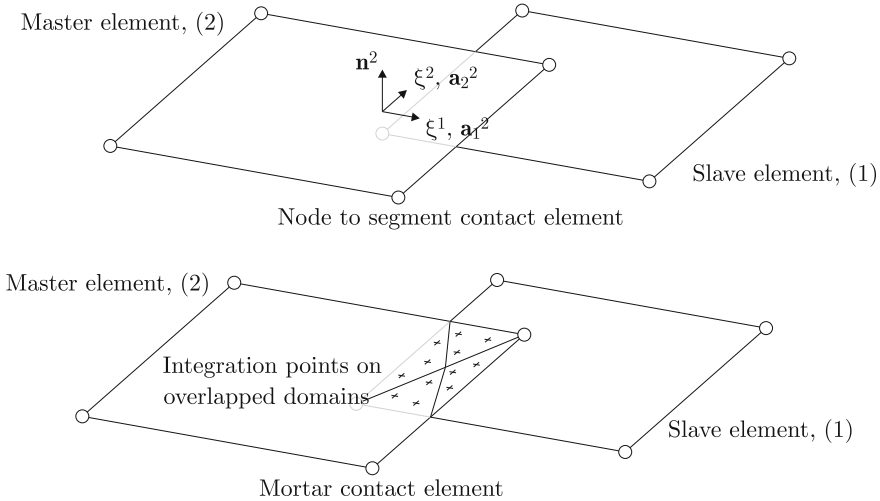 Master element, (2)
n²
ξ², a₂²
ξ¹, a₁²
Slave element, (1)
Node to segment contact element
Master element, (2)
Integration points on
overlapped domains
Slave element, (1)
Mortar contact element